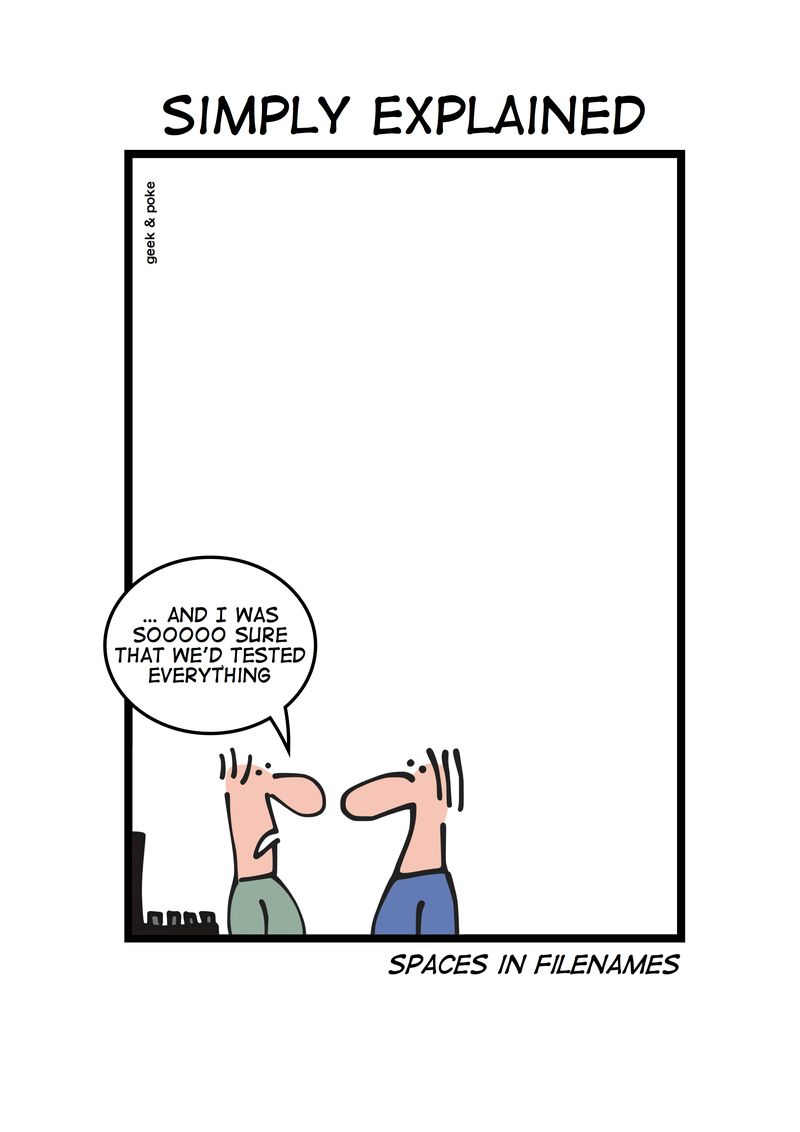 SIMPLY EXPLAINED
geek & poke
... AND I WAS
SOOOOO SURE
THAT WE'D TESTED
EVERYTHING
SPACES IN FILENAMES